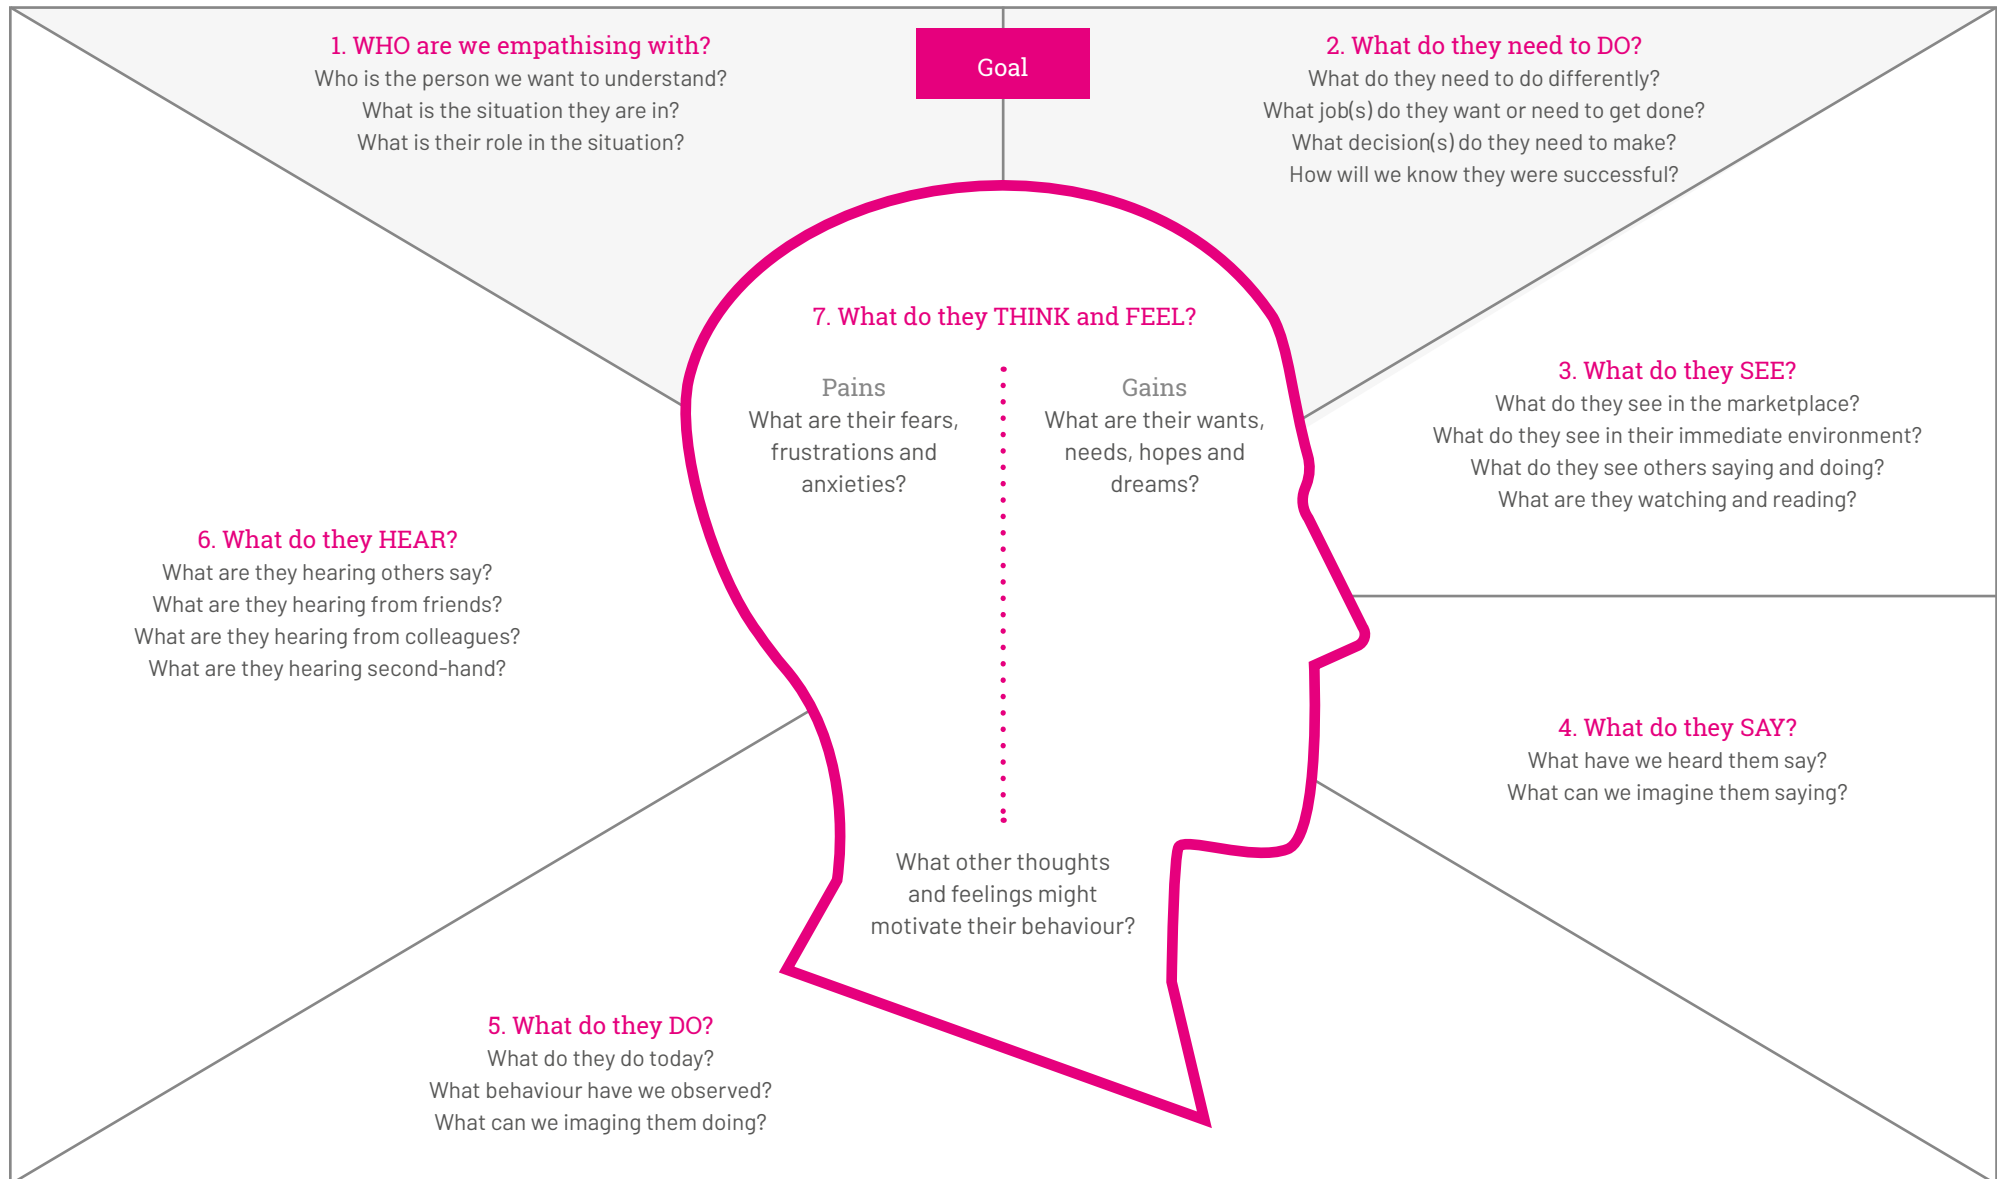 Goal
1. WHO are we empathising with?
Who is the person we want to understand?
What is the situation they are in?
What is their role in the situation?
2. What do they need to DO?
What do they need to do differently?
What job(s) do they want or need to get done?
What decision(s) do they need to make?
How will we know they were successful?
3. What do they SEE?
What do they see in the marketplace?
What do they see in their immediate environment?
What do they see others saying and doing?
What are they watching and reading?
4. What do they SAY?
What have we heard them say?
What can we imagine them saying?
5. What do they DO?
What do they do today?
What behaviour have we observed?
What can we imaging them doing?
6. What do they HEAR?
What are they hearing others say?
What are they hearing from friends?
What are they hearing from colleagues?
What are they hearing second-hand?
7. What do they THINK and FEEL?
Pains
What are their fears,
frustrations and
anxieties?
Gains
What are their wants,
needs, hopes and
dreams?
What other thoughts
and feelings might
motivate their behaviour?